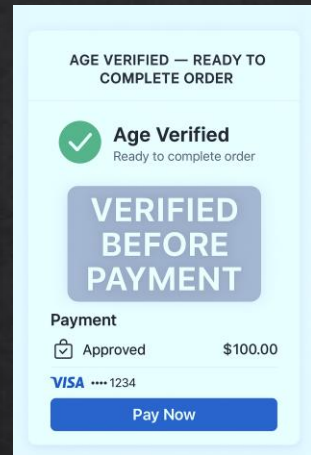 AGE VERIFIED — READY TO
COMPLETE ORDER
Age Verified
Ready to complete order
VERIFIED
BEFORE
PAYMENT
Payment
Approved $100.00
VISA •••• 1234
Pay Now